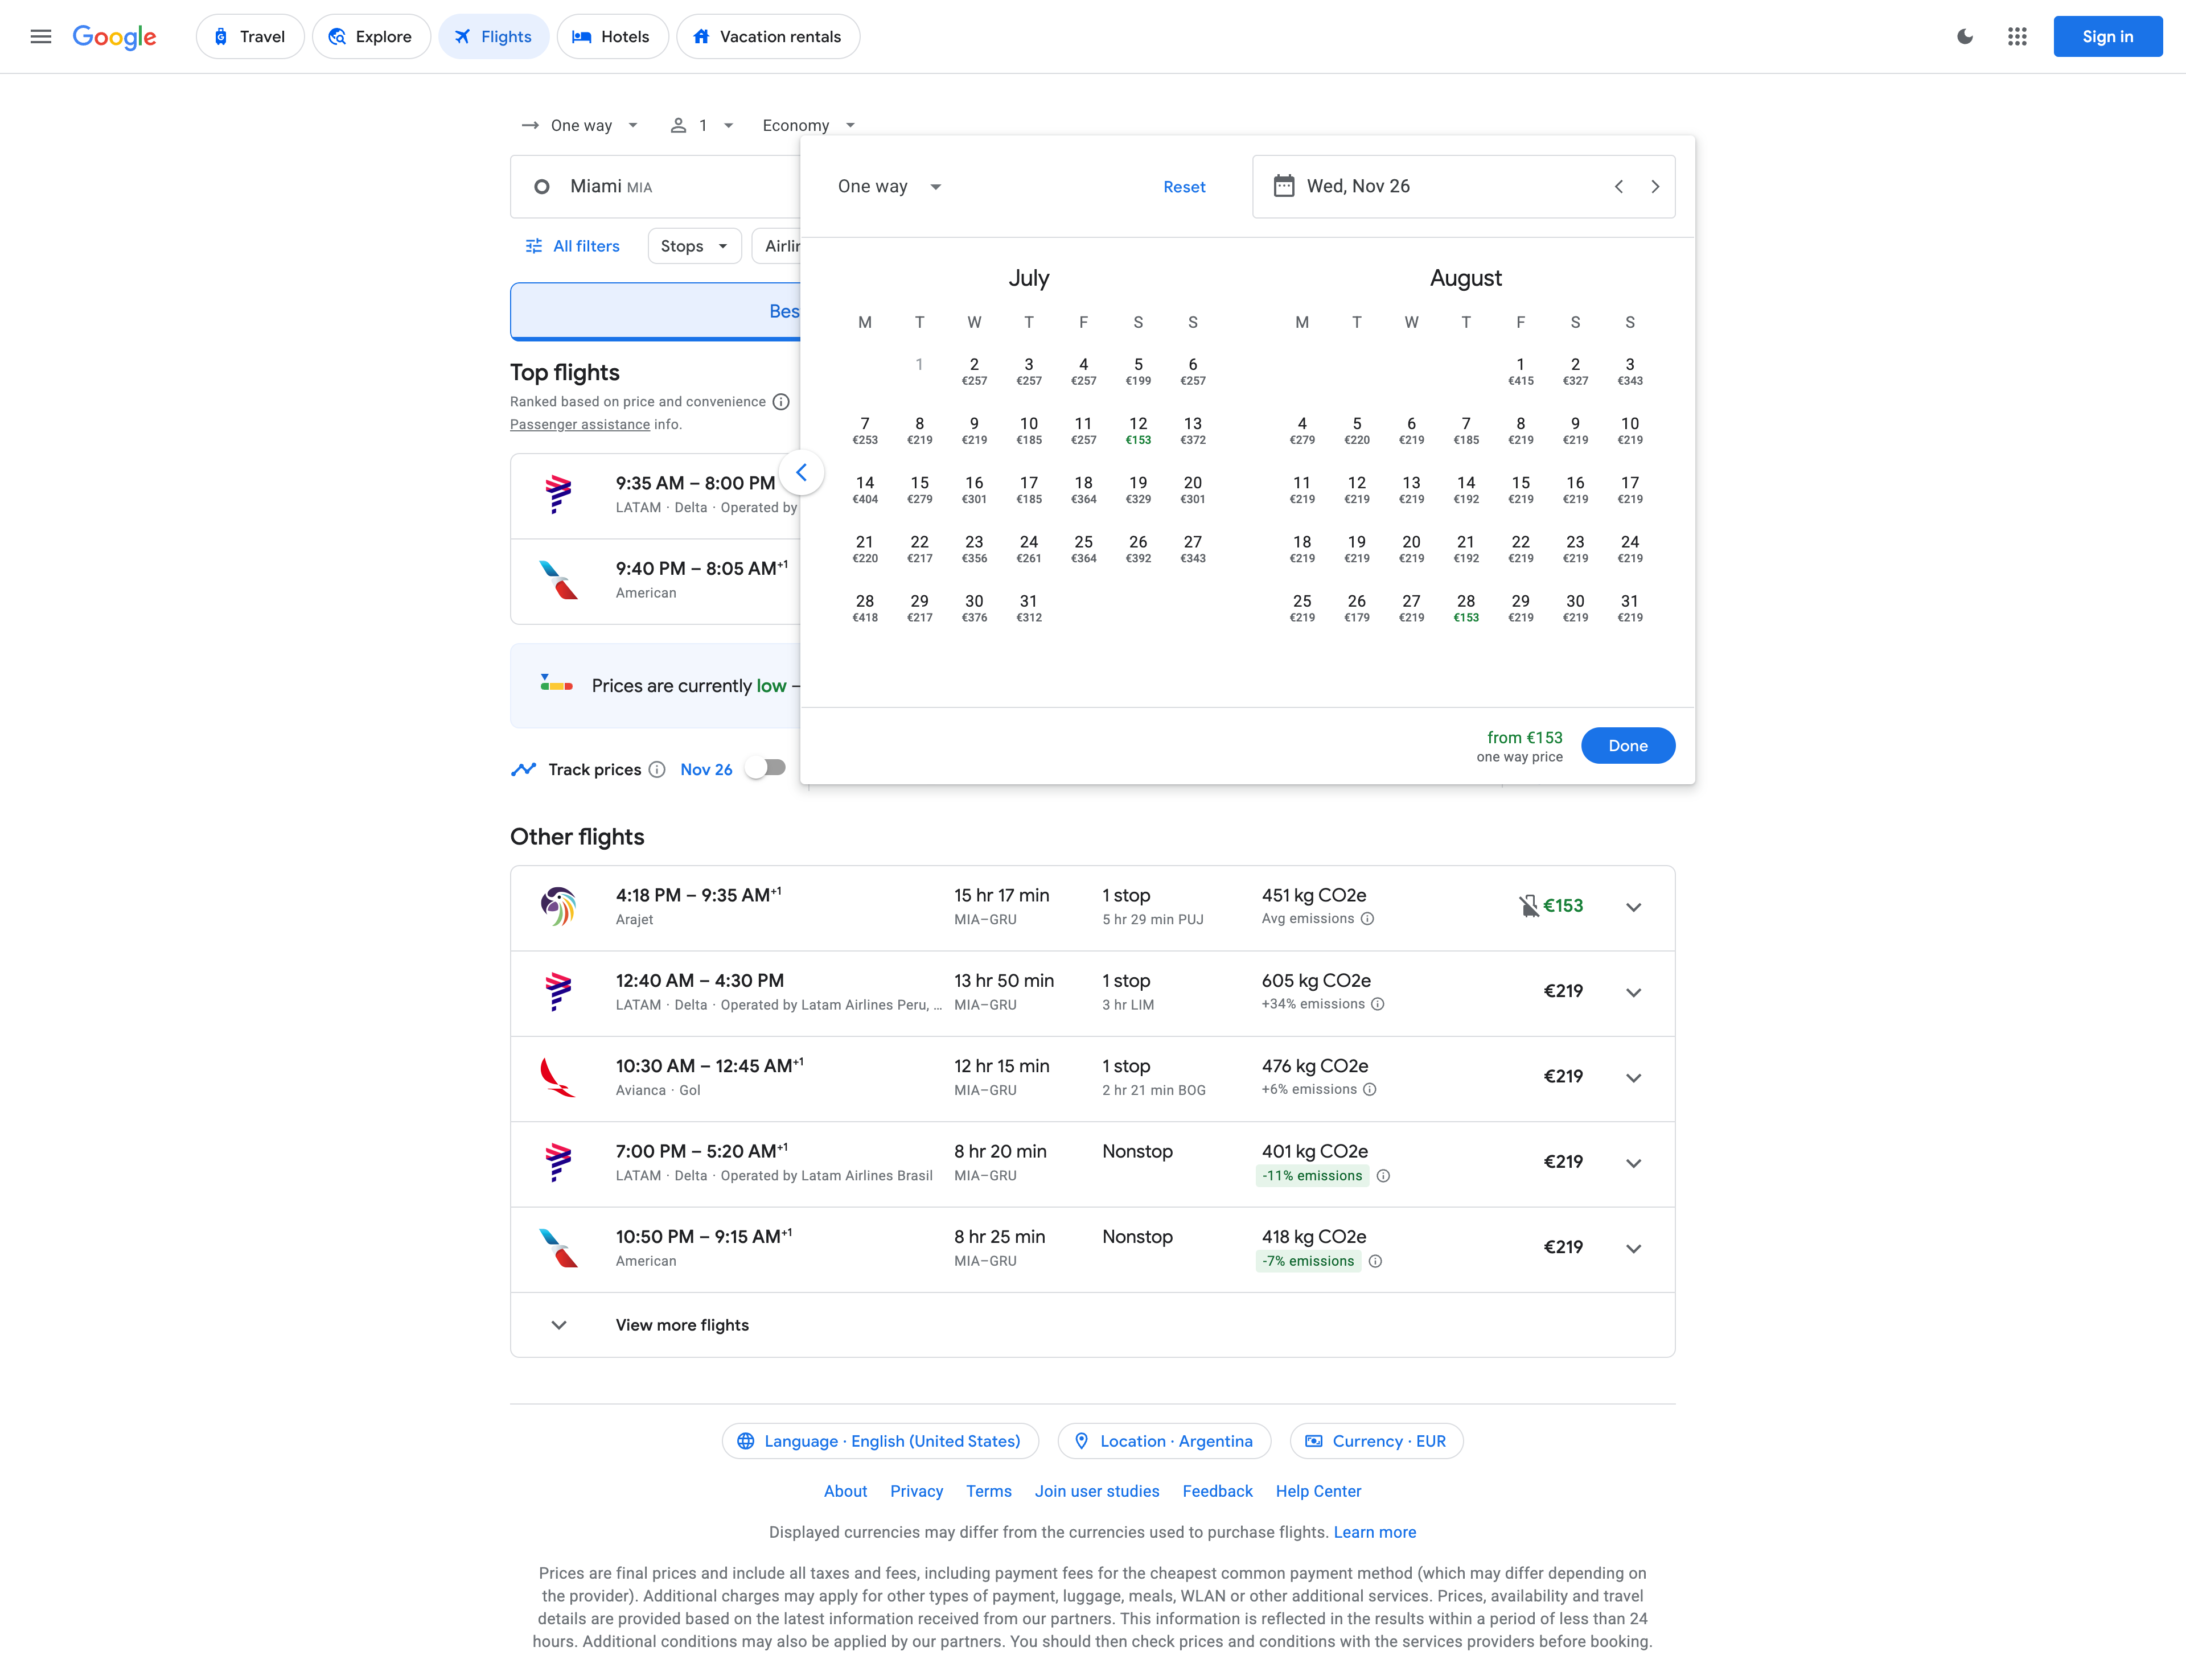 Google
Travel
Explore
Flights
Hotels
Vacation rentals
Sign in
One way
1
Economy
Miami MIA
All filters
Stops
Airlin
Bes
Top flights
Ranked based on price and convenience
Passenger assistance info.
9:35 AM – 8:00 PM
LATAM · Delta · Operated by
9:40 PM – 8:05 AM+1
American
Prices are currently low –
Track prices
Nov 26
One way
Reset
Wed, Nov 26
July
M T W T F S S
1 2 3 4 5 6
€257 €257 €257 €199 €257
7 8 9 10 11 12 13
€253 €219 €219 €185 €257 €153 €372
14 15 16 17 18 19 20
€404 €279 €301 €185 €364 €329 €301
21 22 23 24 25 26 27
€220 €217 €356 €261 €364 €392 €343
28 29 30 31
€418 €217 €376 €312
August
M T W T F S S
1 2 3
€415 €327 €343
4 5 6 7 8 9 10
€279 €220 €219 €185 €219 €219 €219
11 12 13 14 15 16 17
€219 €219 €219 €192 €219 €219 €219
18 19 20 21 22 23 24
€219 €219 €219 €192 €219 €219 €219
25 26 27 28 29 30 31
€219 €179 €219 €153 €219 €219 €219
from €153
one way price
Done
Other flights
4:18 PM – 9:35 AM+1
Arajet
15 hr 17 min
MIA–GRU
1 stop
5 hr 29 min PUJ
451 kg CO2e
Avg emissions
€153
12:40 AM – 4:30 PM
LATAM · Delta · Operated by Latam Airlines Peru, ...
13 hr 50 min
MIA–GRU
1 stop
3 hr LIM
605 kg CO2e
+34% emissions
€219
10:30 AM – 12:45 AM+1
Avianca · Gol
12 hr 15 min
MIA–GRU
1 stop
2 hr 21 min BOG
476 kg CO2e
+6% emissions
€219
7:00 PM – 5:20 AM+1
LATAM · Delta · Operated by Latam Airlines Brasil
8 hr 20 min
MIA–GRU
Nonstop
401 kg CO2e
-11% emissions
€219
10:50 PM – 9:15 AM+1
American
8 hr 25 min
MIA–GRU
Nonstop
418 kg CO2e
-7% emissions
€219
View more flights
Language · English (United States)
Location · Argentina
Currency · EUR
About
Privacy
Terms
Join user studies
Feedback
Help Center
Displayed currencies may differ from the currencies used to purchase flights. Learn more
Prices are final prices and include all taxes and fees, including payment fees for the cheapest common payment method (which may differ depending on
the provider). Additional charges may apply for other types of payment, luggage, meals, WLAN or other additional services. Prices, availability and travel
details are provided based on the latest information received from our partners. This information is reflected in the results within a period of less than 24
hours. Additional conditions may also be applied by our partners. You should then check prices and conditions with the services providers before booking.